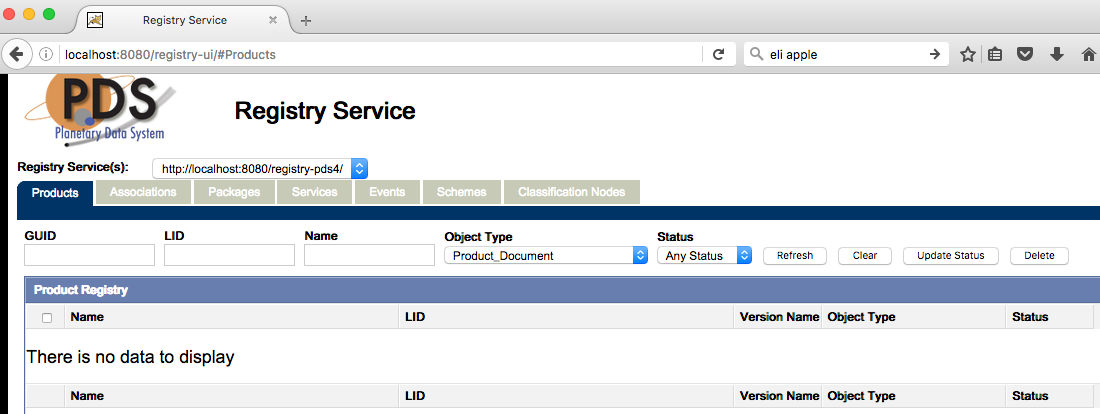 Registry Service
localhost:8080/registry-ui/#Products
eli apple
PDS
Planetary Data System
Registry Service
Registry Service(s): http://localhost:8080/registry-pds4/
Products Associations Packages Services Events Schemes Classification Nodes
GUID LID Name Object Type Status
Product_Document Any Status Refresh Clear Update Status Delete
Product Registry
Name LID Version Name Object Type Status
There is no data to display
Name LID Version Name Object Type Status